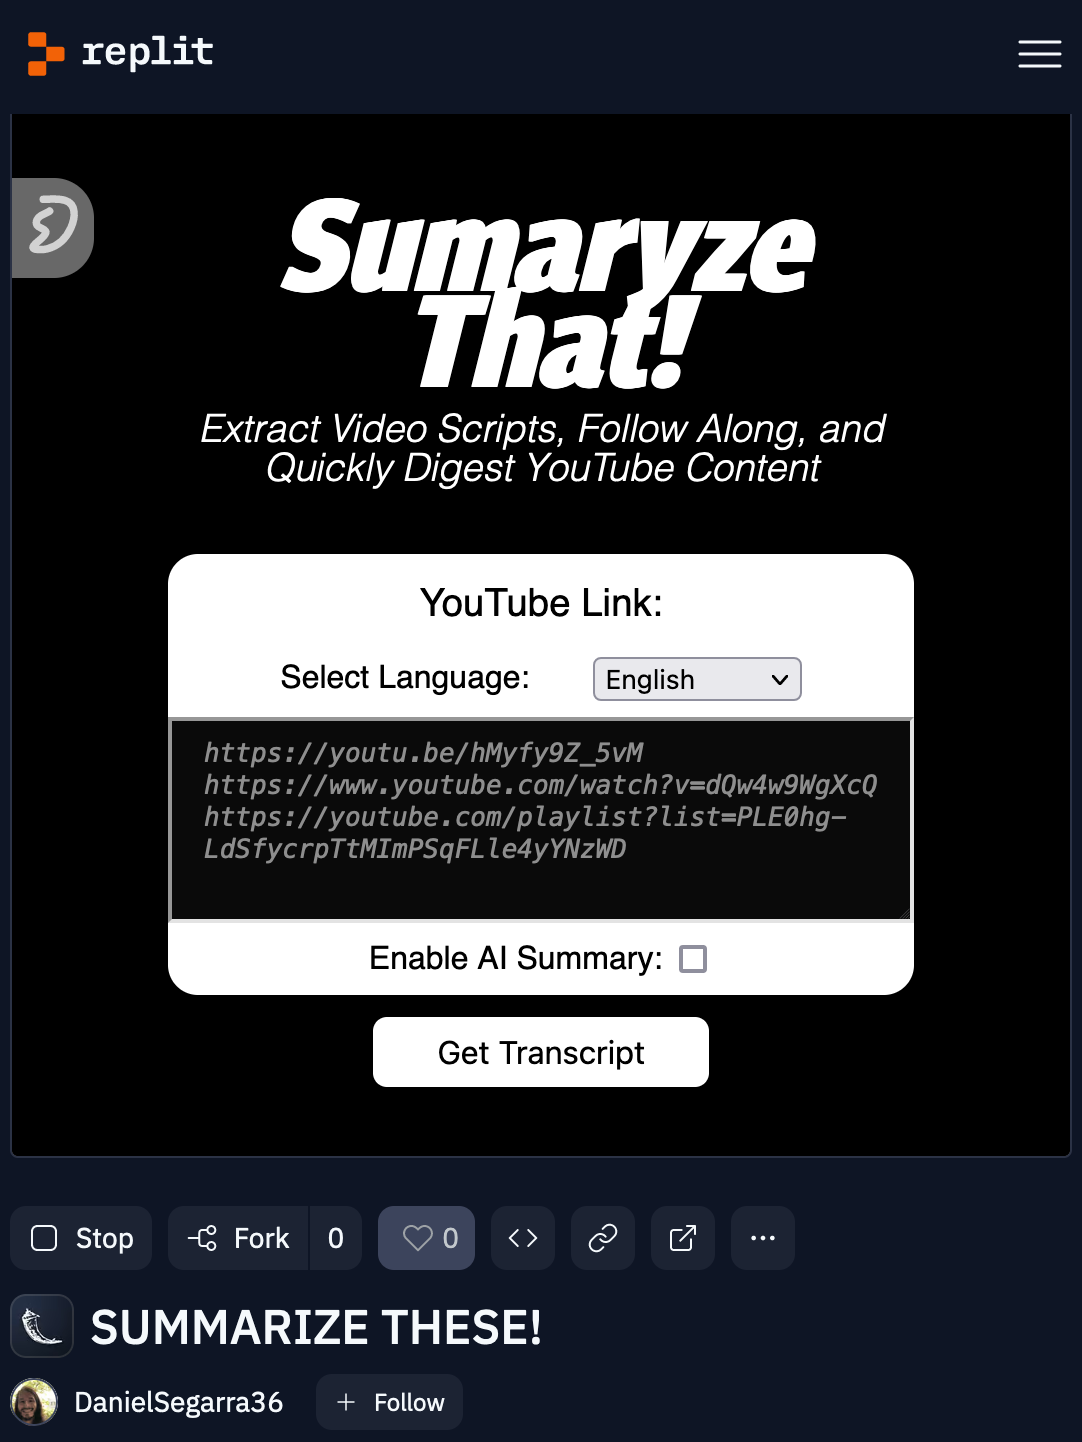 replit
Sumaryze
That!
Extract Video Scripts, Follow Along, and
Quickly Digest YouTube Content
YouTube Link:
Select Language: English
https://youtu.be/hMyfy9Z_5vM
https://www.youtube.com/watch?v=dQw4w9WgXcQ
https://youtube.com/playlist?list=PLE0hg-
LdSfycrpTtMImPSqFLle4yYNzWD
Enable AI Summary:
Get Transcript
Stop Fork 0 0
SUMMARIZE THESE!
DanielSegarra36 + Follow